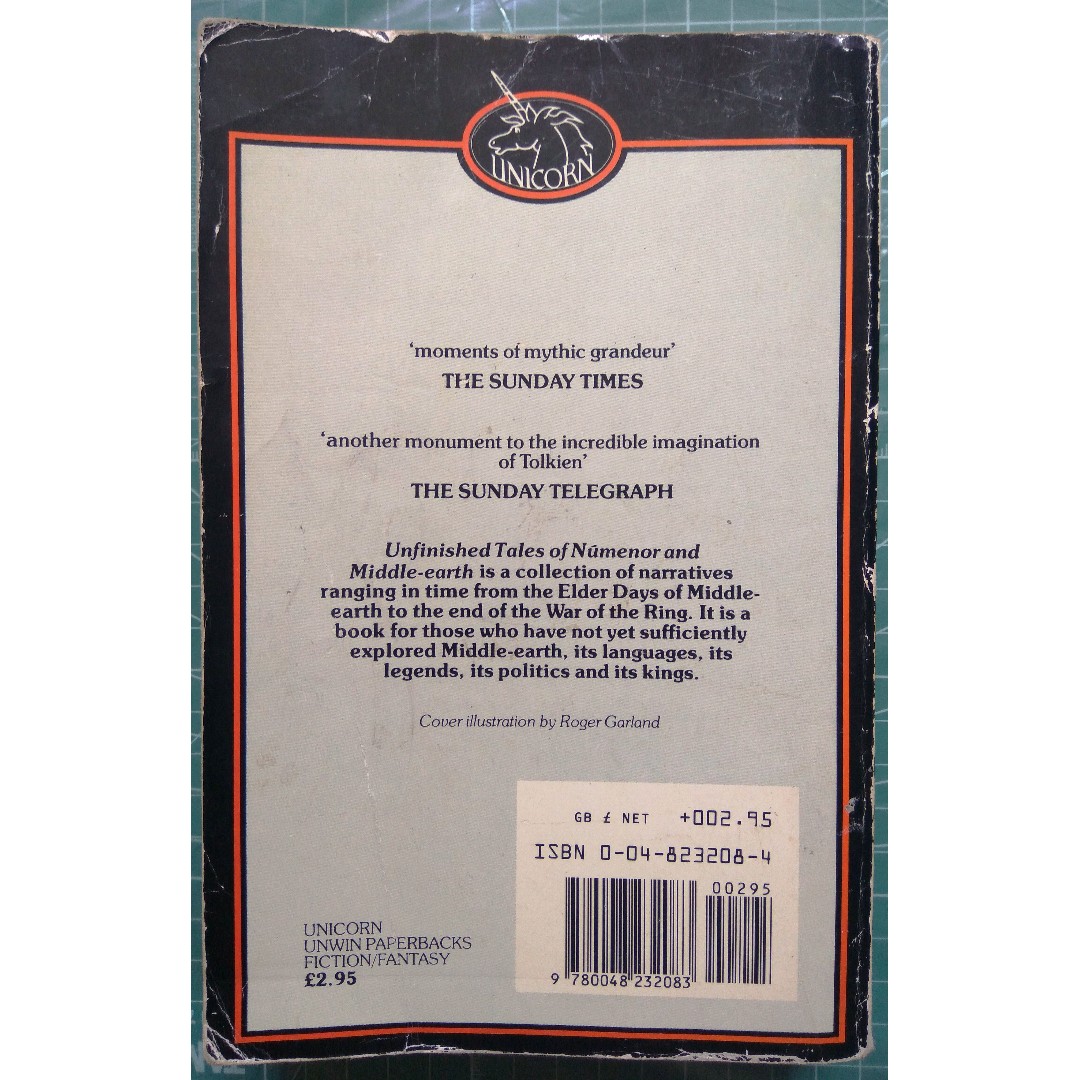 UNICORN
‘moments of mythic grandeur’
THE SUNDAY TIMES
‘another monument to the incredible imagination
of Tolkien’
THE SUNDAY TELEGRAPH
Unfinished Tales of Númenor and
Middle-earth is a collection of narratives
ranging in time from the Elder Days of Middle-
earth to the end of the War of the Ring. It is a
book for those who have not yet sufficiently
explored Middle-earth, its languages, its
legends, its politics and its kings.
Cover illustration by Roger Garland
GB £ NET +002.95
ISBN 0-04-823208-4
00295
9 780048 232083
UNICORN
UNWIN PAPERBACKS
FICTION/FANTASY
£2.95